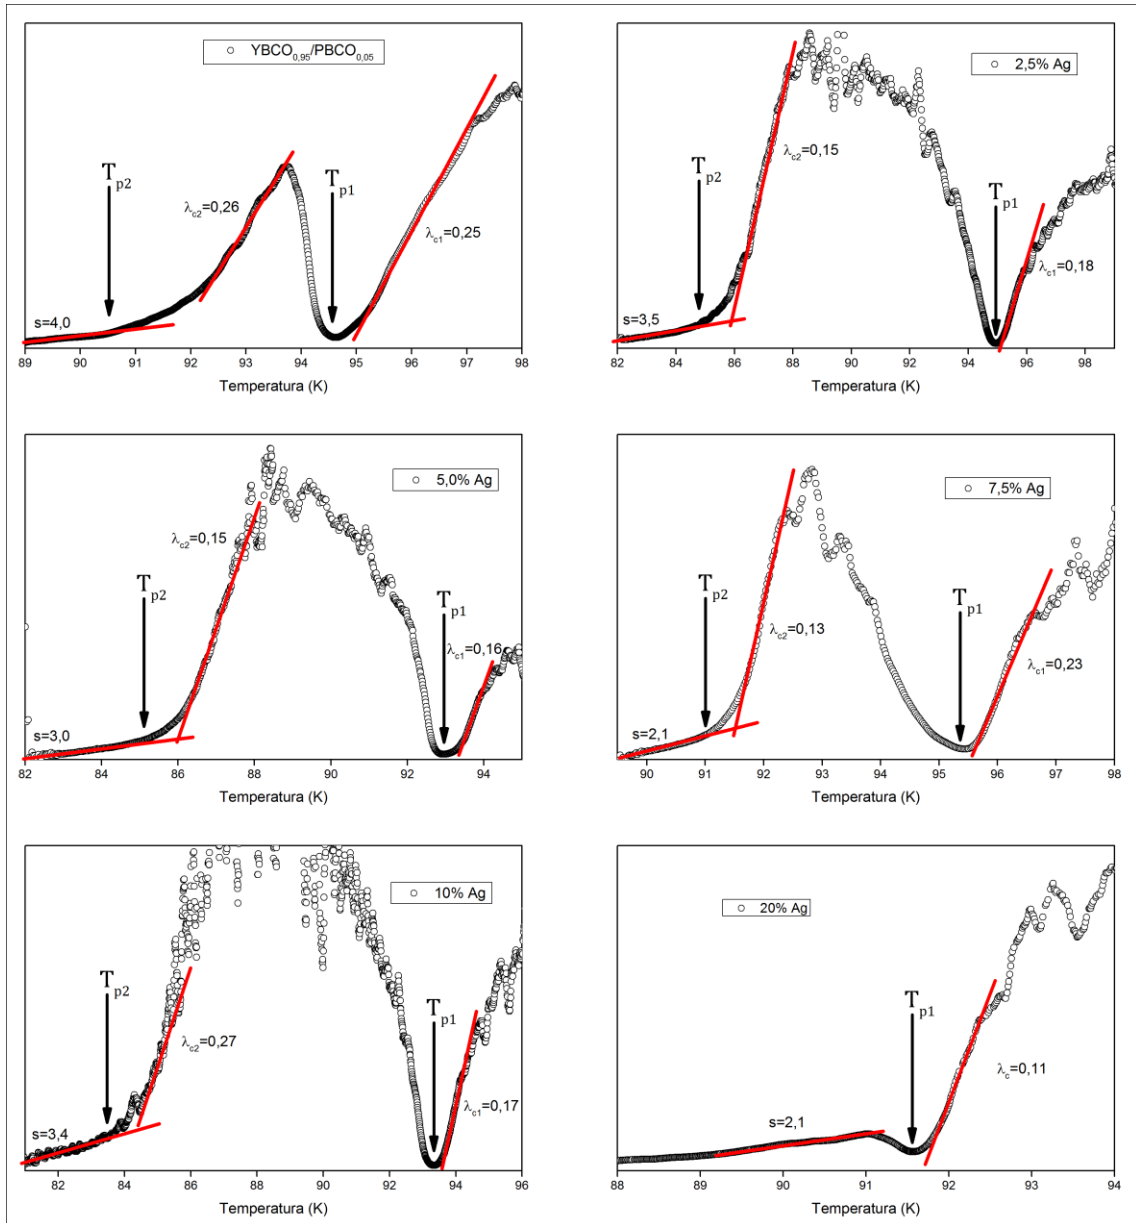 YBCO0,95/PBCO0,05
Tp2
Tp1
λc2=0,26
λc1=0,25
s=4,0
89 90 91 92 93 94 95 96 97 98
Temperatura (K)
2,5% Ag
λc2=0,15
Tp2
Tp1
λc1=0,18
s=3,5
82 84 86 88 90 92 94 96 98
Temperatura (K)
5,0% Ag
λc2=0,15
Tp2
Tp1
λc1=0,16
s=3,0
82 84 86 88 90 92 94
Temperatura (K)
7,5% Ag
Tp2
Tp1
λc2=0,13
λc1=0,23
s=2,1
90 91 92 93 94 95 96 97 98
Temperatura (K)
10% Ag
Tp2
Tp1
λc2=0,27
λc1=0,17
s=3,4
82 84 86 88 90 92 94 96
Temperatura (K)
20% Ag
Tp1
λc=0,11
s=2,1
88 89 90 91 92 93 94
Temperatura (K)